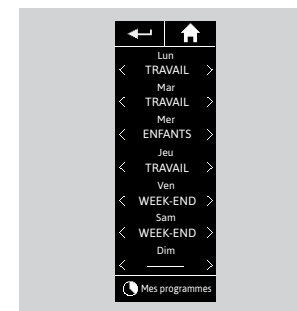 Lun
TRAVAIL
Mar
TRAVAIL
Mer
ENFANTS
Jeu
TRAVAIL
Ven
WEEK-END
Sam
WEEK-END
Dim
Mes programmes